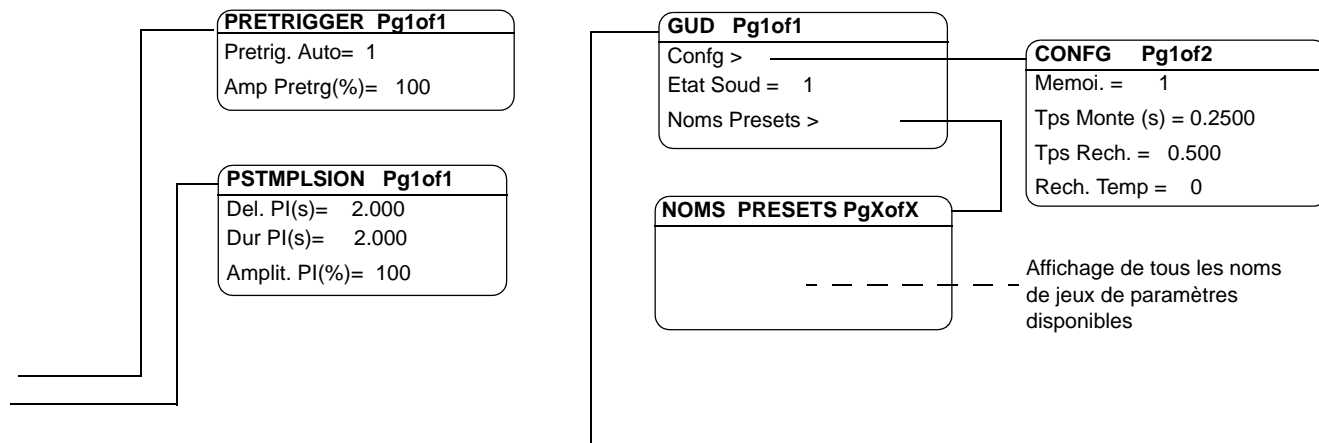 PRETRIGGER Pg1of1
Pretrig. Auto= 1
Amp Pretrg(%)= 100
PSTMPLSION Pg1of1
Del. PI(s)= 2.000
Dur PI(s)= 2.000
Amplit. PI(%)= 100
GUD Pg1of1
Confg >
Etat Soud = 1
Noms Presets >
CONFG Pg1of2
Memoi. = 1
Tps Monte (s) = 0.2500
Tps Rech. = 0.500
Rech. Temp = 0
NOMS PRESETS PgXofX
Affichage de tous les noms
de jeux de paramètres
disponibles